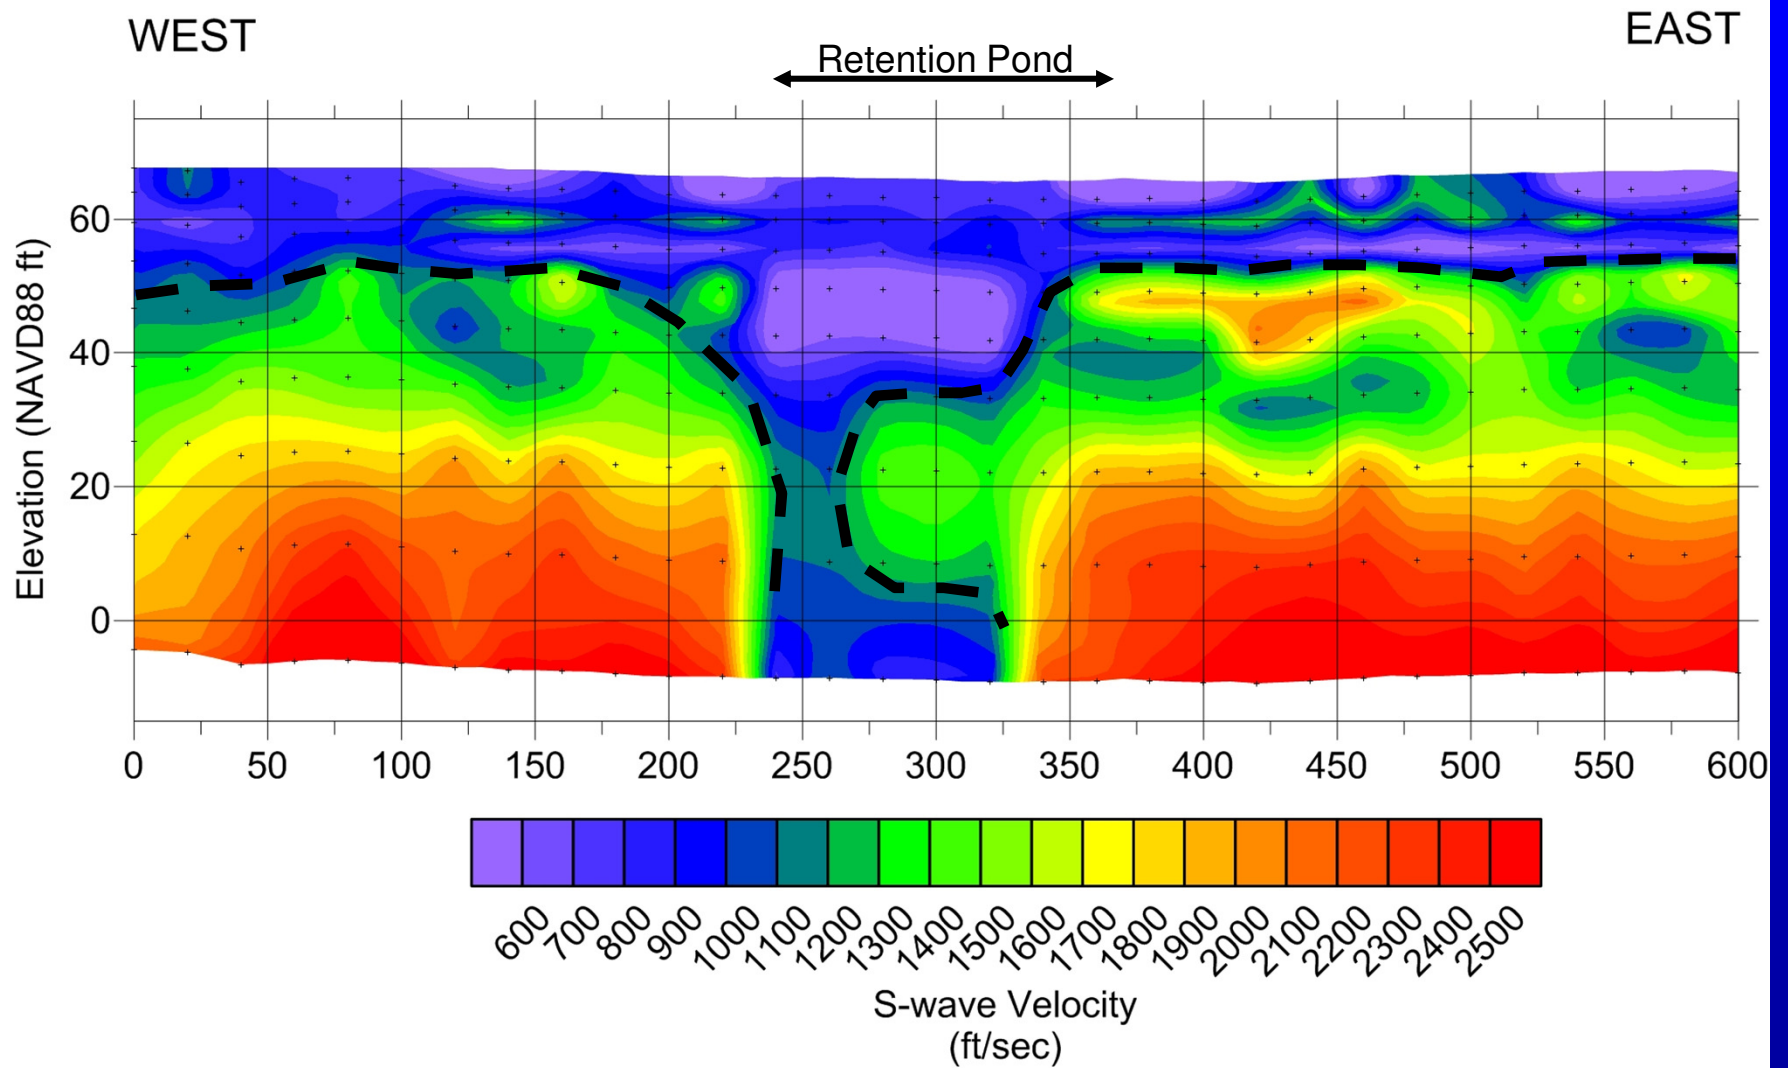 WEST
EAST
Retention Pond
Elevation (NAVD88 ft)
60
40
20
0
0 50 100 150 200 250 300 350 400 450 500 550 600
600 700 800 900 1000 1100 1200 1300 1400 1500 1600 1700 1800 1900 2000 2100 2200 2300 2400 2500
S-wave Velocity
(ft/sec)